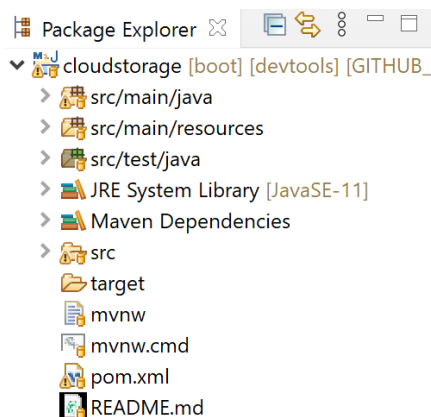 Package Explorer
cloudstorage [boot] [devtools] [GITHUB_
src/main/java
src/main/resources
src/test/java
JRE System Library [JavaSE-11]
Maven Dependencies
src
target
mvnw
mvnw.cmd
pom.xml
README.md